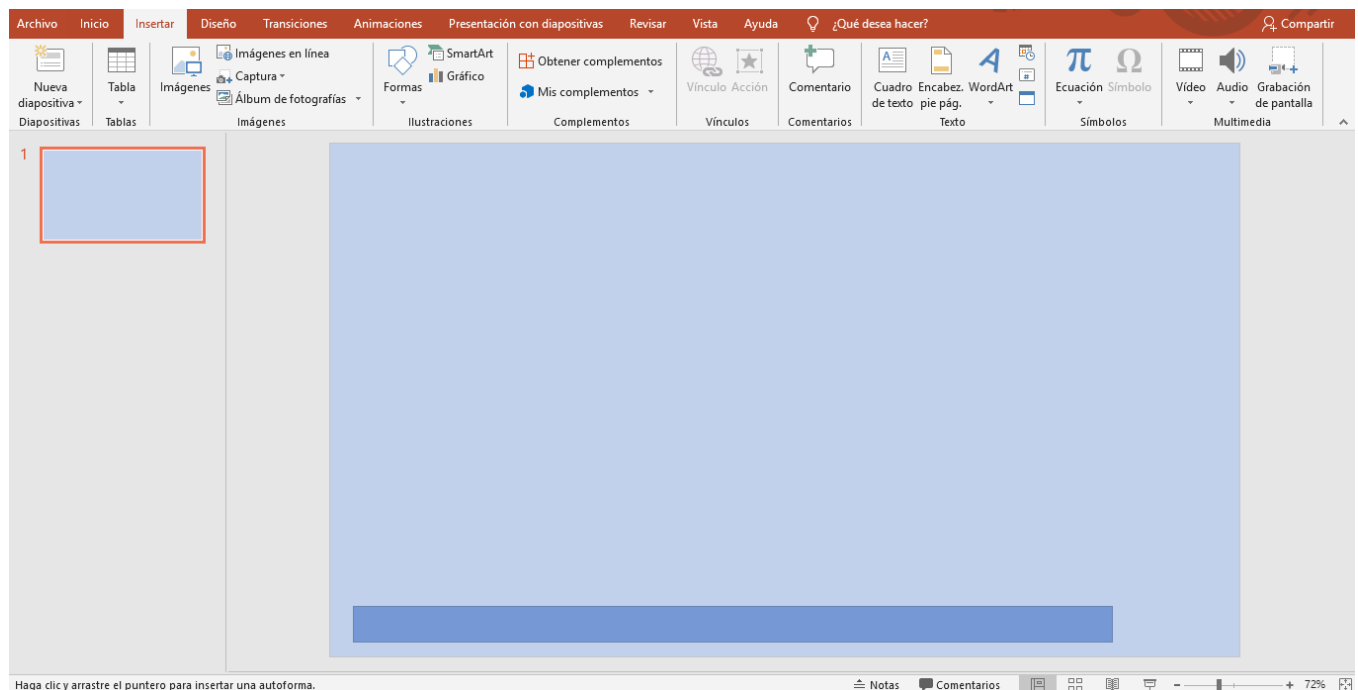 Archivo Inicio Insertar Diseño Transiciones Animaciones Presentación con diapositivas Revisar Vista Ayuda ¿Qué desea hacer? Compartir
Nueva
diapositiva
Diapositivas
Tabla
Tablas
Imágenes
Imágenes en línea
Captura
Álbum de fotografías
Imágenes
Formas
SmartArt
Gráfico
Ilustraciones
Obtener complementos
Mis complementos
Complementos
Vínculo Acción
Vínculos
Comentario
Comentarios
Cuadro
de texto
Encabez.
pie pág.
WordArt
Texto
Ecuación Símbolo
Símbolos
Vídeo Audio Grabación
de pantalla
Multimedia
1
Haga clic y arrastre el puntero para insertar una autoforma.
Notas Comentarios 72%